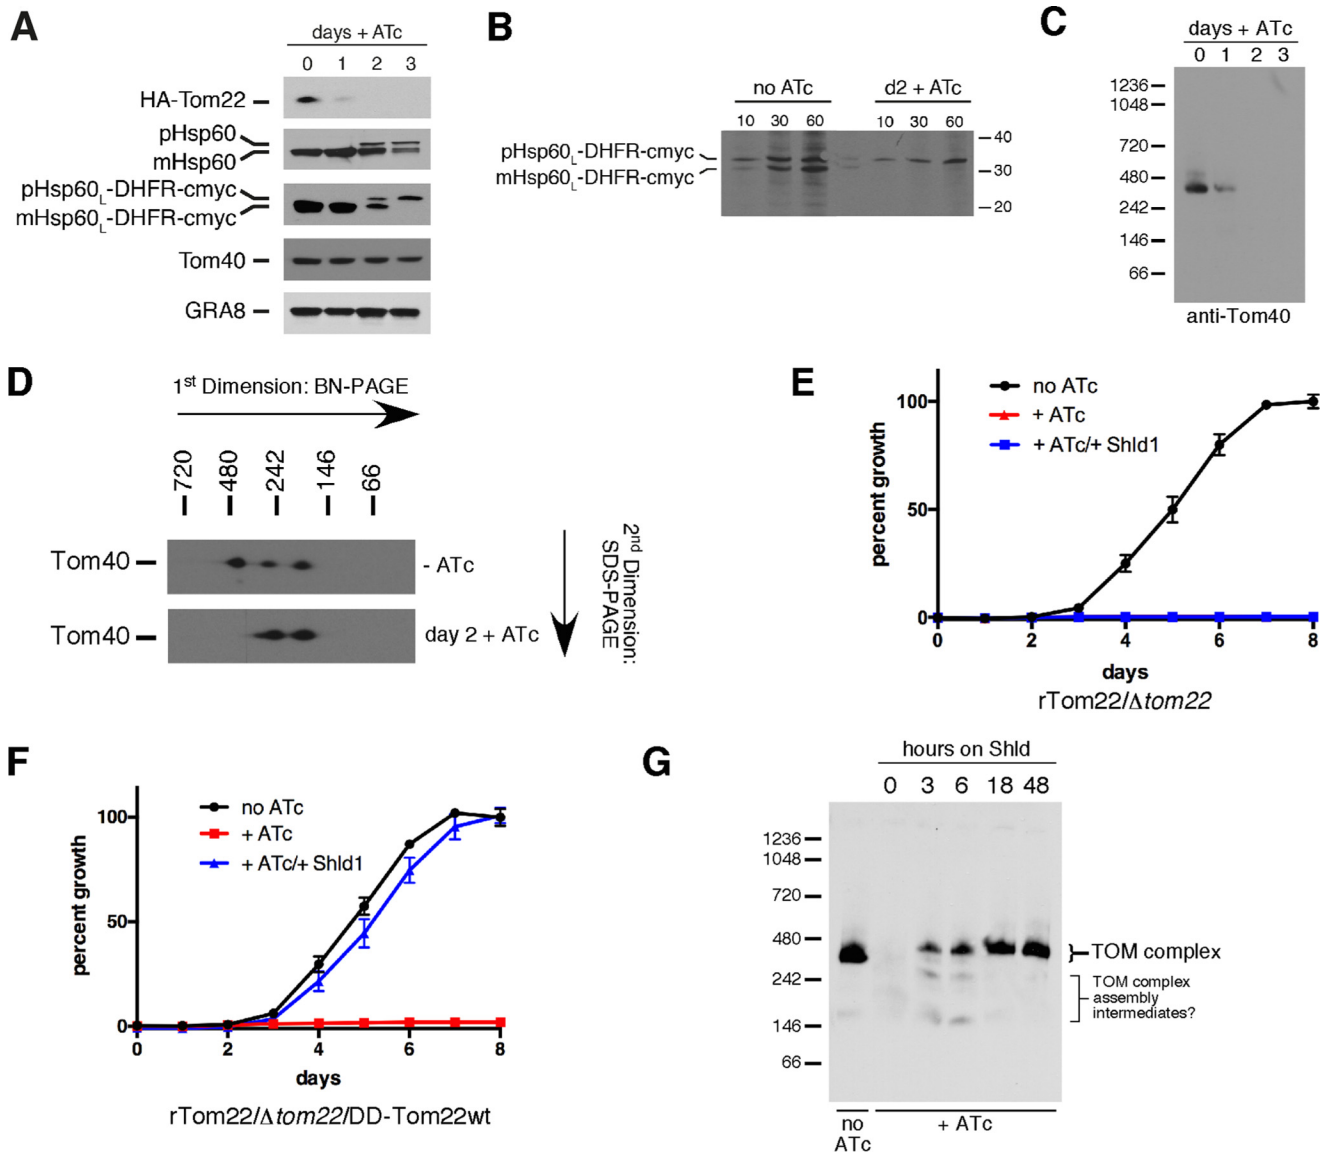 A
days + ATc
0 1 2 3
HA-Tom22
pHsp60
mHsp60
pHsp60L-DHFR-cmyc
mHsp60L-DHFR-cmyc
Tom40
GRA8
B
no ATc
d2 + ATc
10 30 60 10 30 60
pHsp60L-DHFR-cmyc
mHsp60L-DHFR-cmyc
40
30
20
C
days + ATc
0 1 2 3
1236
1048
720
480
242
146
66
anti-Tom40
D
1st Dimension: BN-PAGE
720
480
242
146
66
Tom40
- ATc
Tom40
day 2 + ATc
2nd Dimension:
SDS-PAGE
E
no ATc
+ ATc
+ ATc/+ Shld1
percent growth
100
50
0
0 2 4 6 8
days
rTom22/Δtom22
F
no ATc
+ ATc
+ ATc/+ Shld1
percent growth
100
50
0
0 2 4 6 8
days
rTom22/Δtom22/DD-Tom22wt
G
hours on Shld
0 3 6 18 48
1236
1048
720
480
242
146
66
TOM complex
TOM complex
assembly
intermediates?
no
ATc
+ ATc